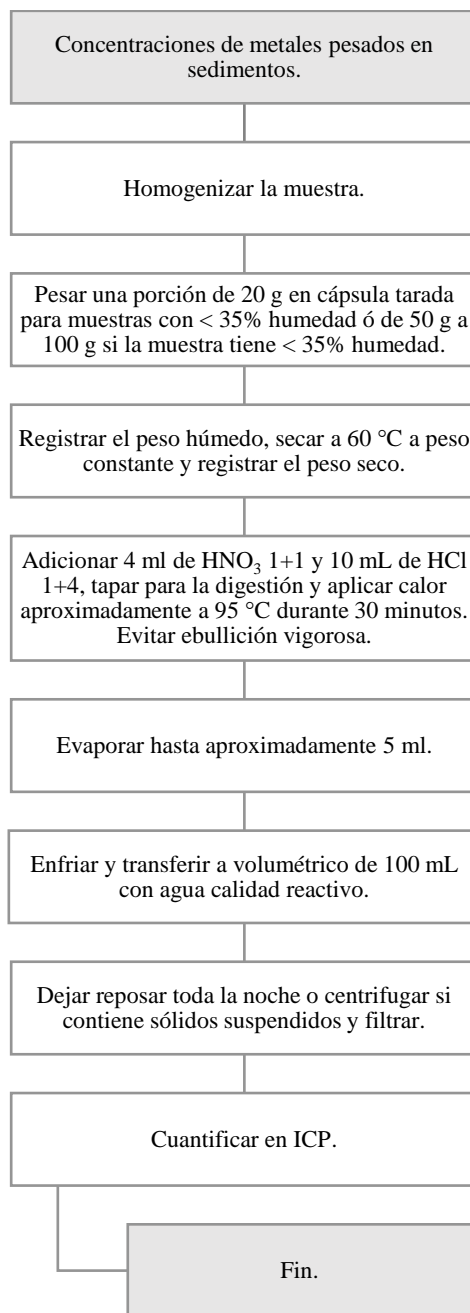 Concentraciones de metales pesados en
sedimentos.
Homogenizar la muestra.
Pesar una porción de 20 g en cápsula tarada
para muestras con < 35% humedad ó de 50 g a
100 g si la muestra tiene < 35% humedad.
Registrar el peso húmedo, secar a 60 °C a peso
constante y registrar el peso seco.
Adicionar 4 ml de HNO₃ 1+1 y 10 mL de HCl
1+4, tapar para la digestión y aplicar calor
aproximadamente a 95 °C durante 30 minutos.
Evitar ebullición vigorosa.
Evaporar hasta aproximadamente 5 ml.
Enfriar y transferir a volumétrico de 100 mL
con agua calidad reactivo.
Dejar reposar toda la noche o centrifugar si
contiene sólidos suspendidos y filtrar.
Cuantificar en ICP.
Fin.